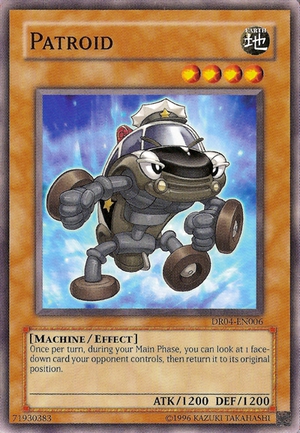 PATROID
EARTH
地
DR04-EN006
[MACHINE / EFFECT]
Once per turn, during your Main Phase, you can look at 1 face-
down card your opponent controls, then return it to its original
position.
ATK/1200 DEF/1200
71930383
©1996 KAZUKI TAKAHASHI